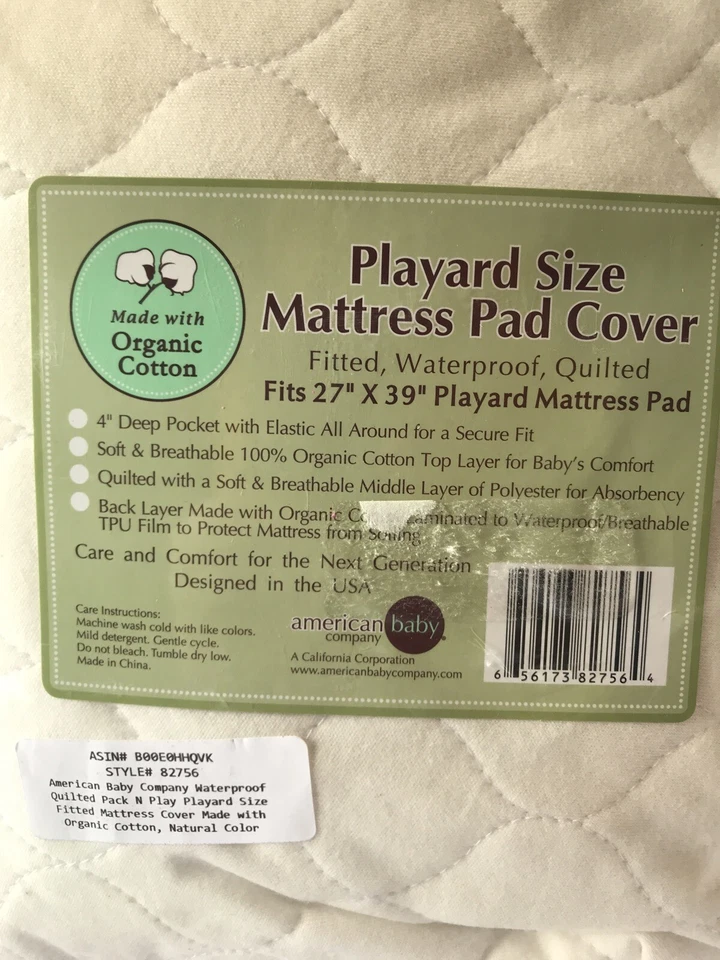 Made with
Organic
Cotton
Playard Size
Mattress Pad Cover
Fitted, Waterproof, Quilted
Fits 27" X 39" Playard Mattress Pad
4" Deep Pocket with Elastic All Around for a Secure Fit
Soft & Breathable 100% Organic Cotton Top Layer for Baby's Comfort
Quilted with a Soft & Breathable Middle Layer of Polyester for Absorbency
Back Layer Made with Organic to Waterproof/Breathable
TPU Film to Protect Mattress from Soiling
Care and Comfort for the Next Generation
Designed in the USA
Care Instructions:
Machine wash cold with like colors.
Mild detergent. Gentle cycle.
Do not bleach. Tumble dry low.
Made in China.
american baby
company
A California Corporation
www.americanbabycompany.com
6 56173 82756 4
ASIN# B00E0HHQVK
STYLE# 82756
American Baby Company Waterproof
Quilted Pack N Play Playard Size
Fitted Mattress Cover Made with
Organic Cotton, Natural Color